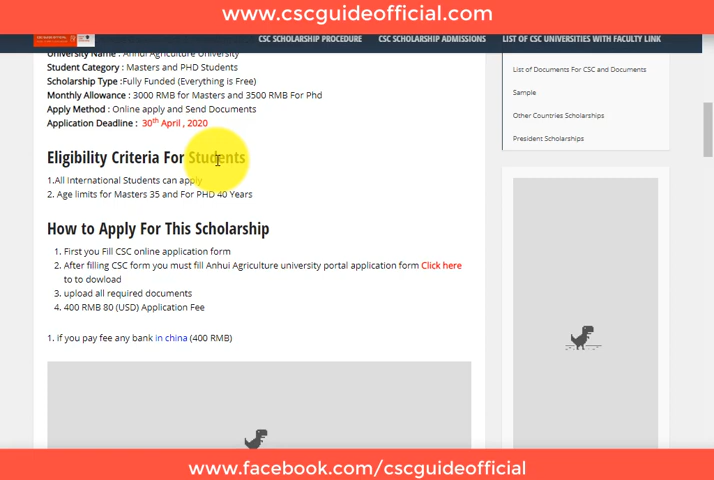 www.cscguideofficial.com
CSC SCHOLARSHIP PROCEDURE CSC SCHOLARSHIP ADMISSIONS LIST OF CSC UNIVERSITIES WITH FACULTY LINK
University Name : Anhui Agriculture University
Student Category : Masters and PHD Students
Scholarship Type :Fully Funded (Everything is Free)
Monthly Allowance : 3000 RMB for Masters and 3500 RMB For Phd
Apply Method : Online apply and Send Documents
Application Deadline : 30th April , 2020
Eligibility Criteria For Students
1.All International Students can apply
2. Age limits for Masters 35 and For PHD 40 Years
How to Apply For This Scholarship
1. First you Fill CSC online application form
2. After filling CSC form you must fill Anhui Agriculture university portal application form Click here
to to dowload
3. upload all required documents
4. 400 RMB 80 (USD) Application Fee
1. if you pay fee any bank in china (400 RMB)
List of Documents For CSC and Documents
Sample
Other Countries Scholarships
President Scholarships
www.facebook.com/cscguideofficial